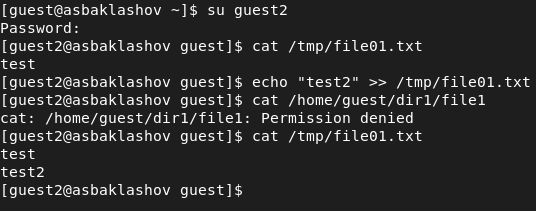 [guest@asbaklashov ~]$ su guest2
Password:
[guest2@asbaklashov guest]$ cat /tmp/file01.txt
test
[guest2@asbaklashov guest]$ echo "test2" >> /tmp/file01.txt
[guest2@asbaklashov guest]$ cat /home/guest/dir1/file1
cat: /home/guest/dir1/file1: Permission denied
[guest2@asbaklashov guest]$ cat /tmp/file01.txt
test
test2
[guest2@asbaklashov guest]$